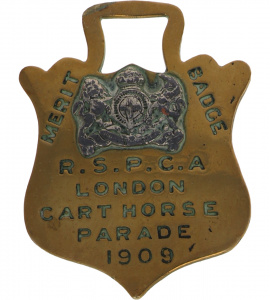 MERIT BADGE
R.S.P.C.A
LONDON
CART HORSE
PARADE
1909